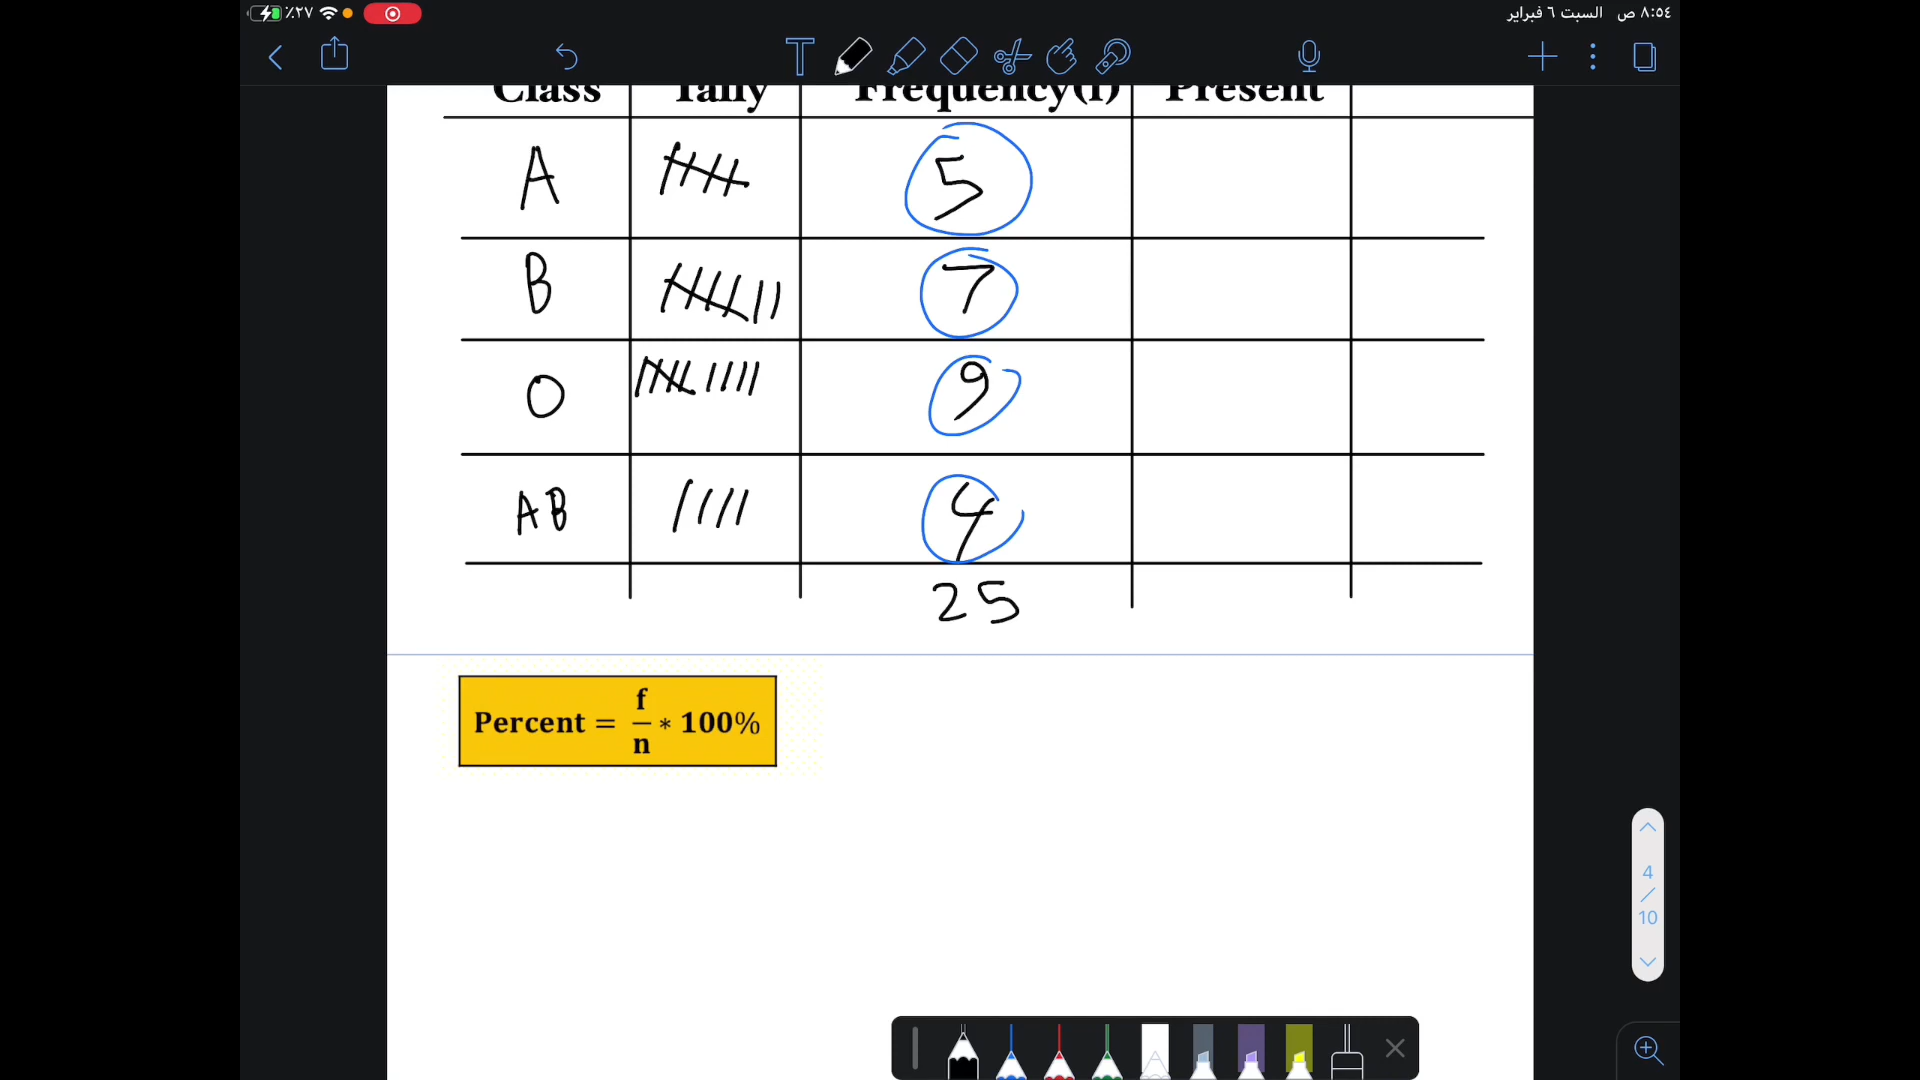 ٪٢٧
٨:٥٤ ص السبت ٦ فبراير
T
Class Tally Frequency(f) Present
A 5
B 7
O 9
AB 4
25
Percent = f/n * 100%
4
/
10